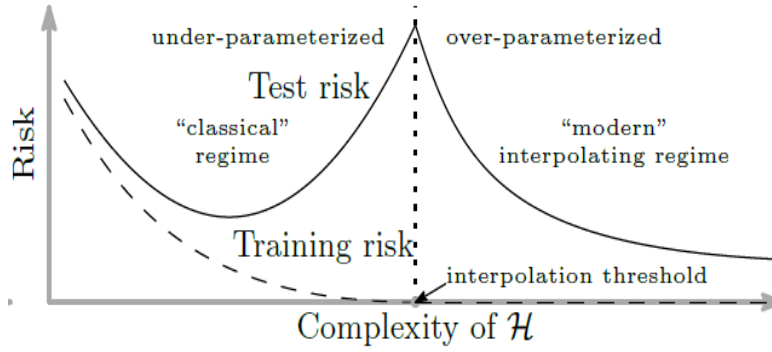 under-parameterized
over-parameterized
Test risk
“classical”
regime
“modern”
interpolating regime
Risk
Training risk
interpolation threshold
Complexity of ℋ